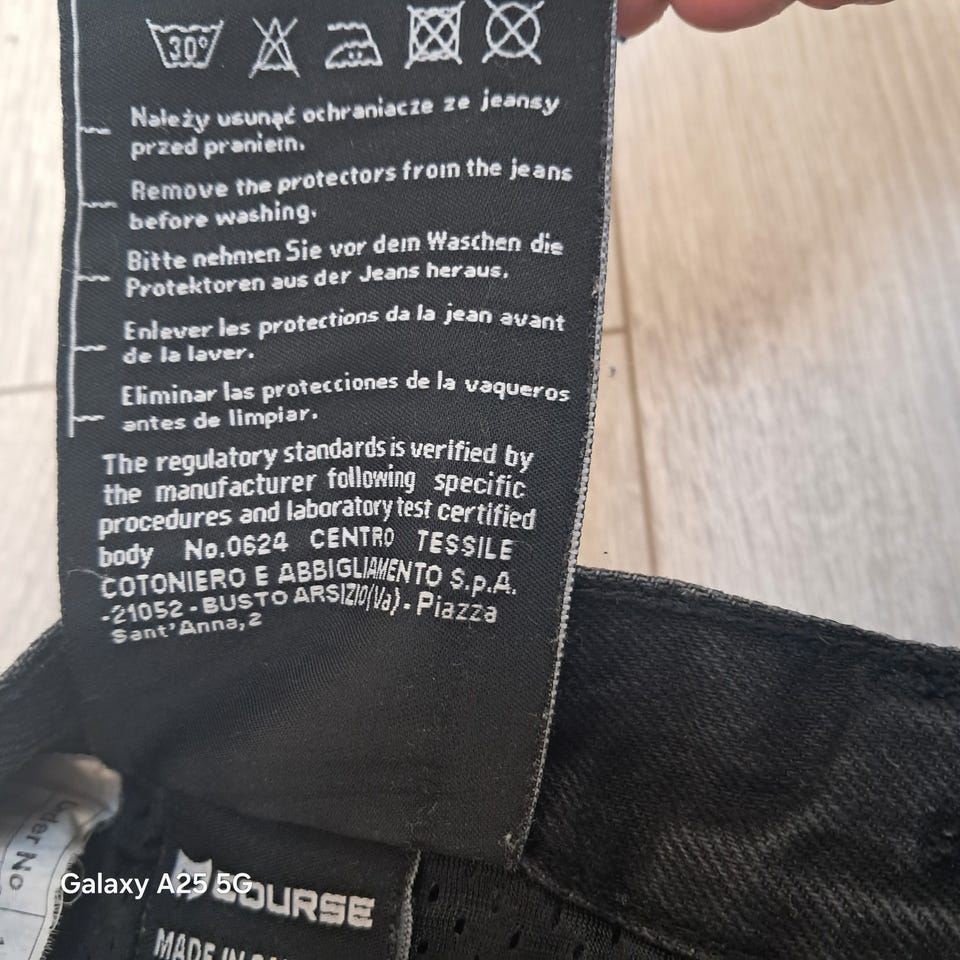 30°
Należy usunąć ochraniacze ze jeansy
przed praniem.
Remove the protectors from the jeans
before washing.
Bitte nehmen Sie vor dem Waschen die
Protektoren aus der Jeans heraus.
Enlever les protections da la jean avant
de la laver.
Eliminar las protecciones de la vaqueros
antes de limpiar.
The regulatory standards is verified by
the manufacturer following specific
procedures and laboratory test certified
body No.0624 CENTRO TESSILE
COTONIERO E ABBIGLIAMENTO S.p.A.
-21052 - BUSTO ARSIZIO(Va)- Piazza
Sant'Anna,2
Order No
Galaxy A25 5G
COURSE
MADE IN